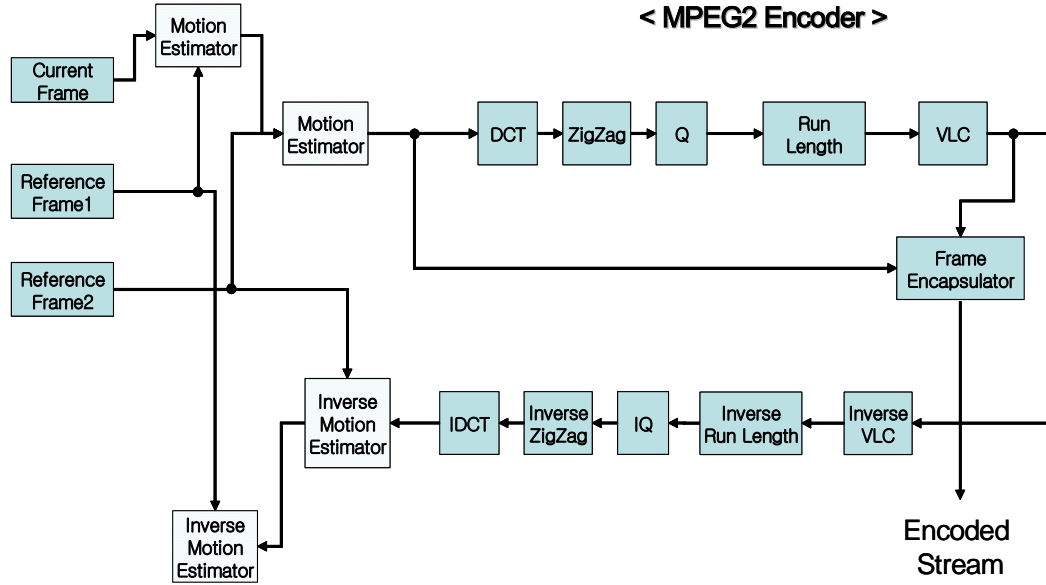 < MPEG2 Encoder >
Motion
Estimator
Current
Frame
Motion
Estimator
DCT
ZigZag
Q
Run
Length
VLC
Reference
Frame1
Reference
Frame2
Frame
Encapsulator
Inverse
Motion
Estimator
IDCT
Inverse
ZigZag
IQ
Inverse
Run Length
Inverse
VLC
Inverse
Motion
Estimator
Encoded
Stream